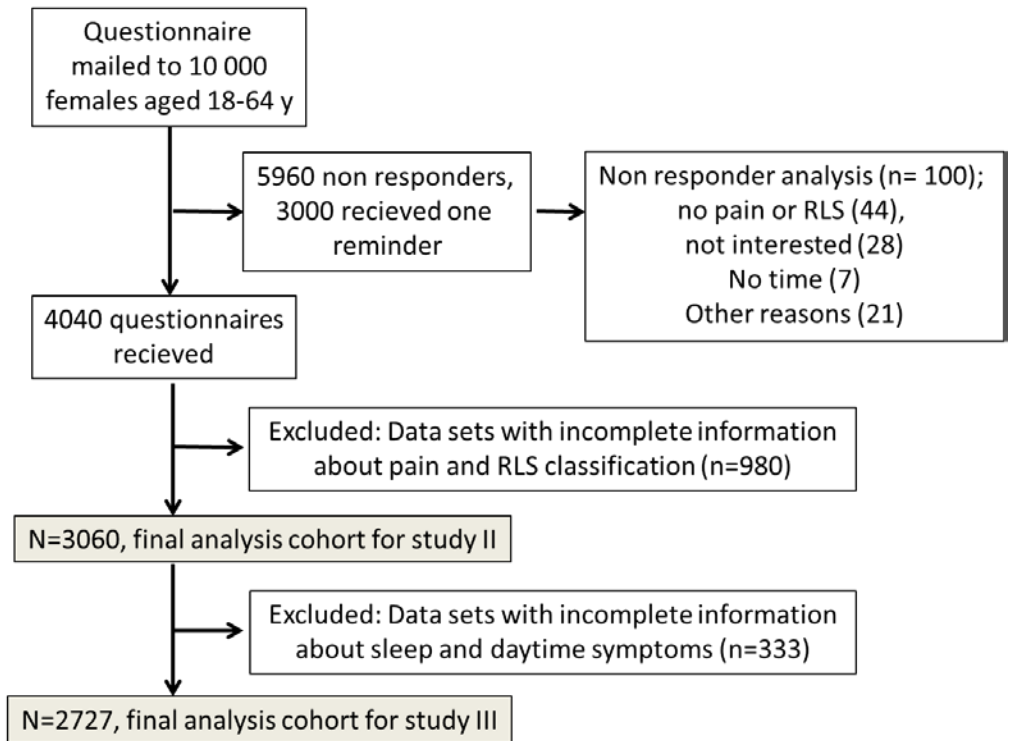 Questionnaire
mailed to 10 000
females aged 18-64 y
5960 non responders,
3000 recieved one
reminder
Non responder analysis (n= 100);
no pain or RLS (44),
not interested (28)
No time (7)
Other reasons (21)
4040 questionnaires
recieved
Excluded: Data sets with incomplete information
about pain and RLS classification (n=980)
N=3060, final analysis cohort for study II
Excluded: Data sets with incomplete information
about sleep and daytime symptoms (n=333)
N=2727, final analysis cohort for study III